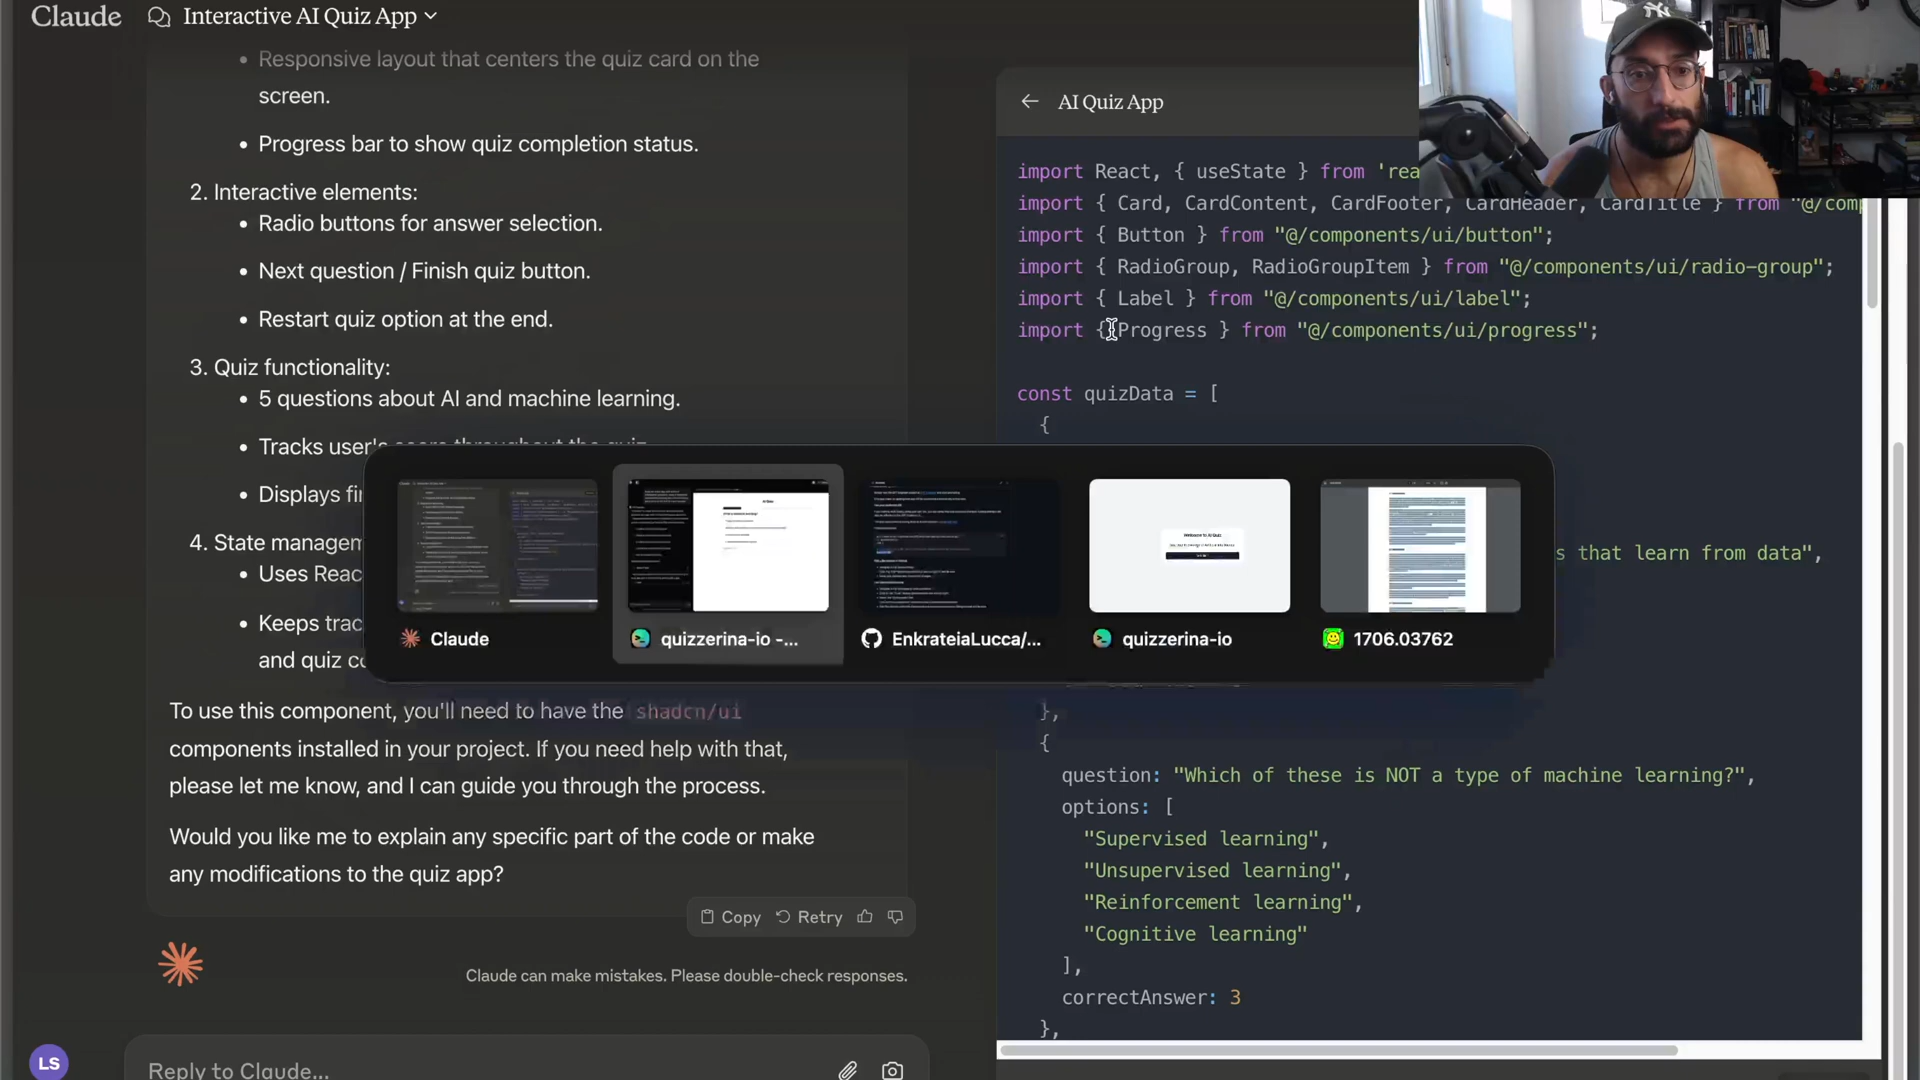 Claude
Interactive AI Quiz App
• Responsive layout that centers the quiz card on the
screen.
• Progress bar to show quiz completion status.
2. Interactive elements:
• Radio buttons for answer selection.
• Next question / Finish quiz button.
• Restart quiz option at the end.
3. Quiz functionality:
• 5 questions about AI and machine learning.
• Tracks user's score throughout the quiz.
• Displays fi
4. State managem
• Uses Reac
• Keeps trac
and quiz co
To use this component, you'll need to have the shadcn/ui
components installed in your project. If you need help with that,
please let me know, and I can guide you through the process.
Would you like me to explain any specific part of the code or make
any modifications to the quiz app?
Copy Retry
Claude can make mistakes. Please double-check responses.
LS
Reply to Claude...
AI Quiz App
import React, { useState } from 'rea
import { Card, CardContent, CardFooter, CardHeader, CardTitle } from "@/comp
import { Button } from "@/components/ui/button";
import { RadioGroup, RadioGroupItem } from "@/components/ui/radio-group";
import { Label } from "@/components/ui/label";
import { Progress } from "@/components/ui/progress";
const quizData = [
{
s that learn from data",
},
{
question: "Which of these is NOT a type of machine learning?",
options: [
"Supervised learning",
"Unsupervised learning",
"Reinforcement learning",
"Cognitive learning"
],
correctAnswer: 3
},
Claude
quizzerina-io -...
EnkrateiaLucca/...
quizzerina-io
1706.03762